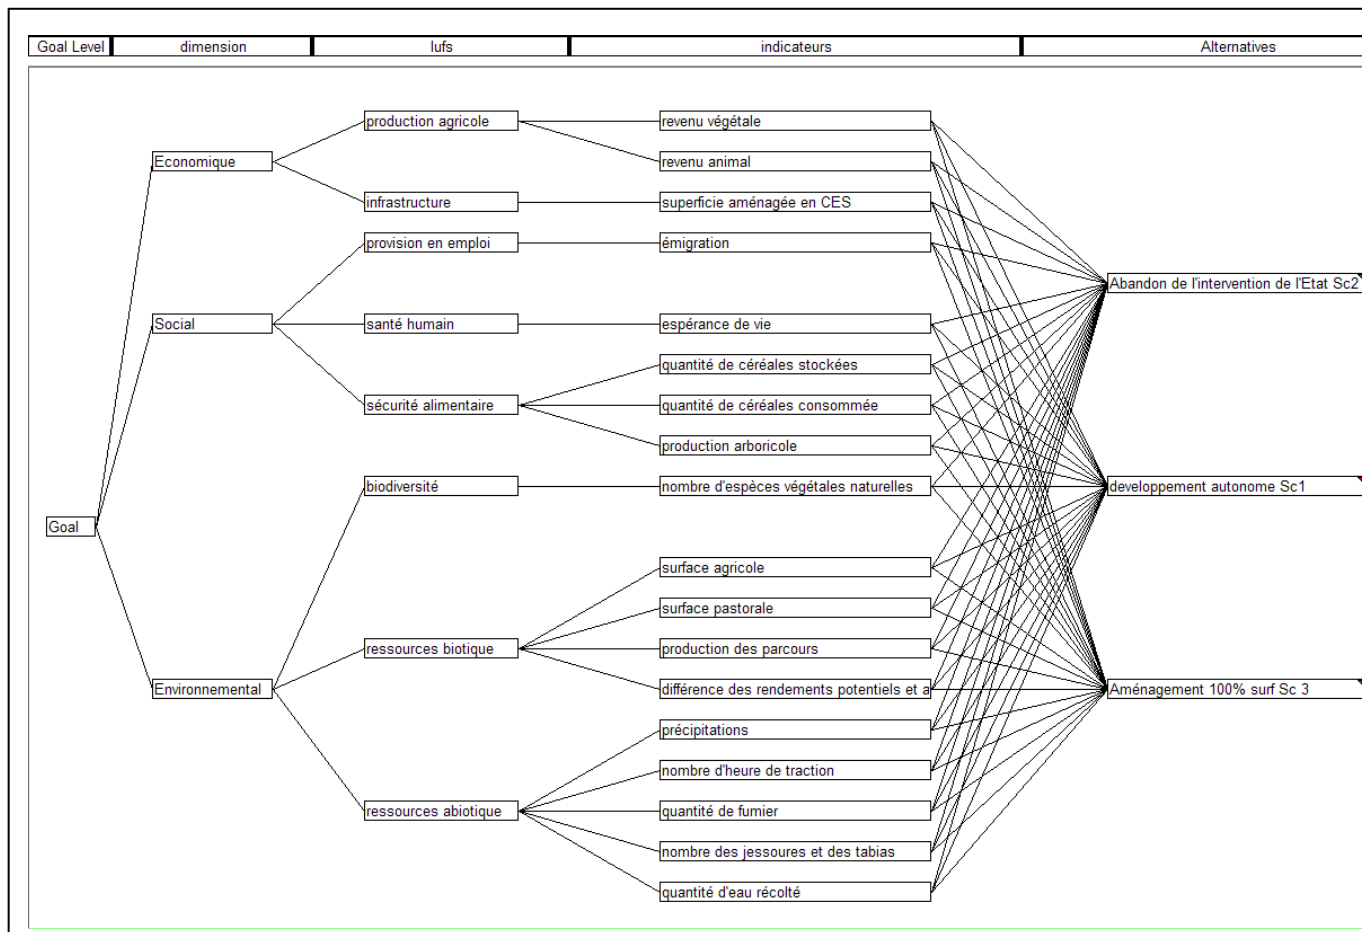 Goal Level
dimension
lufs
indicateurs
Alternatives
production agricole
revenu végétale
Economique
revenu animal
infrastructure
superficie aménagée en CES
provision en emploi
émigration
Abandon de l'intervention de l'Etat Sc2
Social
santé humain
espérance de vie
quantité de céréales stockées
sécurité alimentaire
quantité de céréales consommée
production arboricole
biodiversité
nombre d'espèces végétales naturelles
developpement autonome Sc1
Goal
surface agricole
surface pastorale
ressources biotique
production des parcours
Environnemental
différence des rendements potentiels et a
Aménagement 100% surf Sc 3
précipitations
nombre d'heure de traction
ressources abiotique
quantité de fumier
nombre des jessoures et des tabias
quantité d'eau récolté